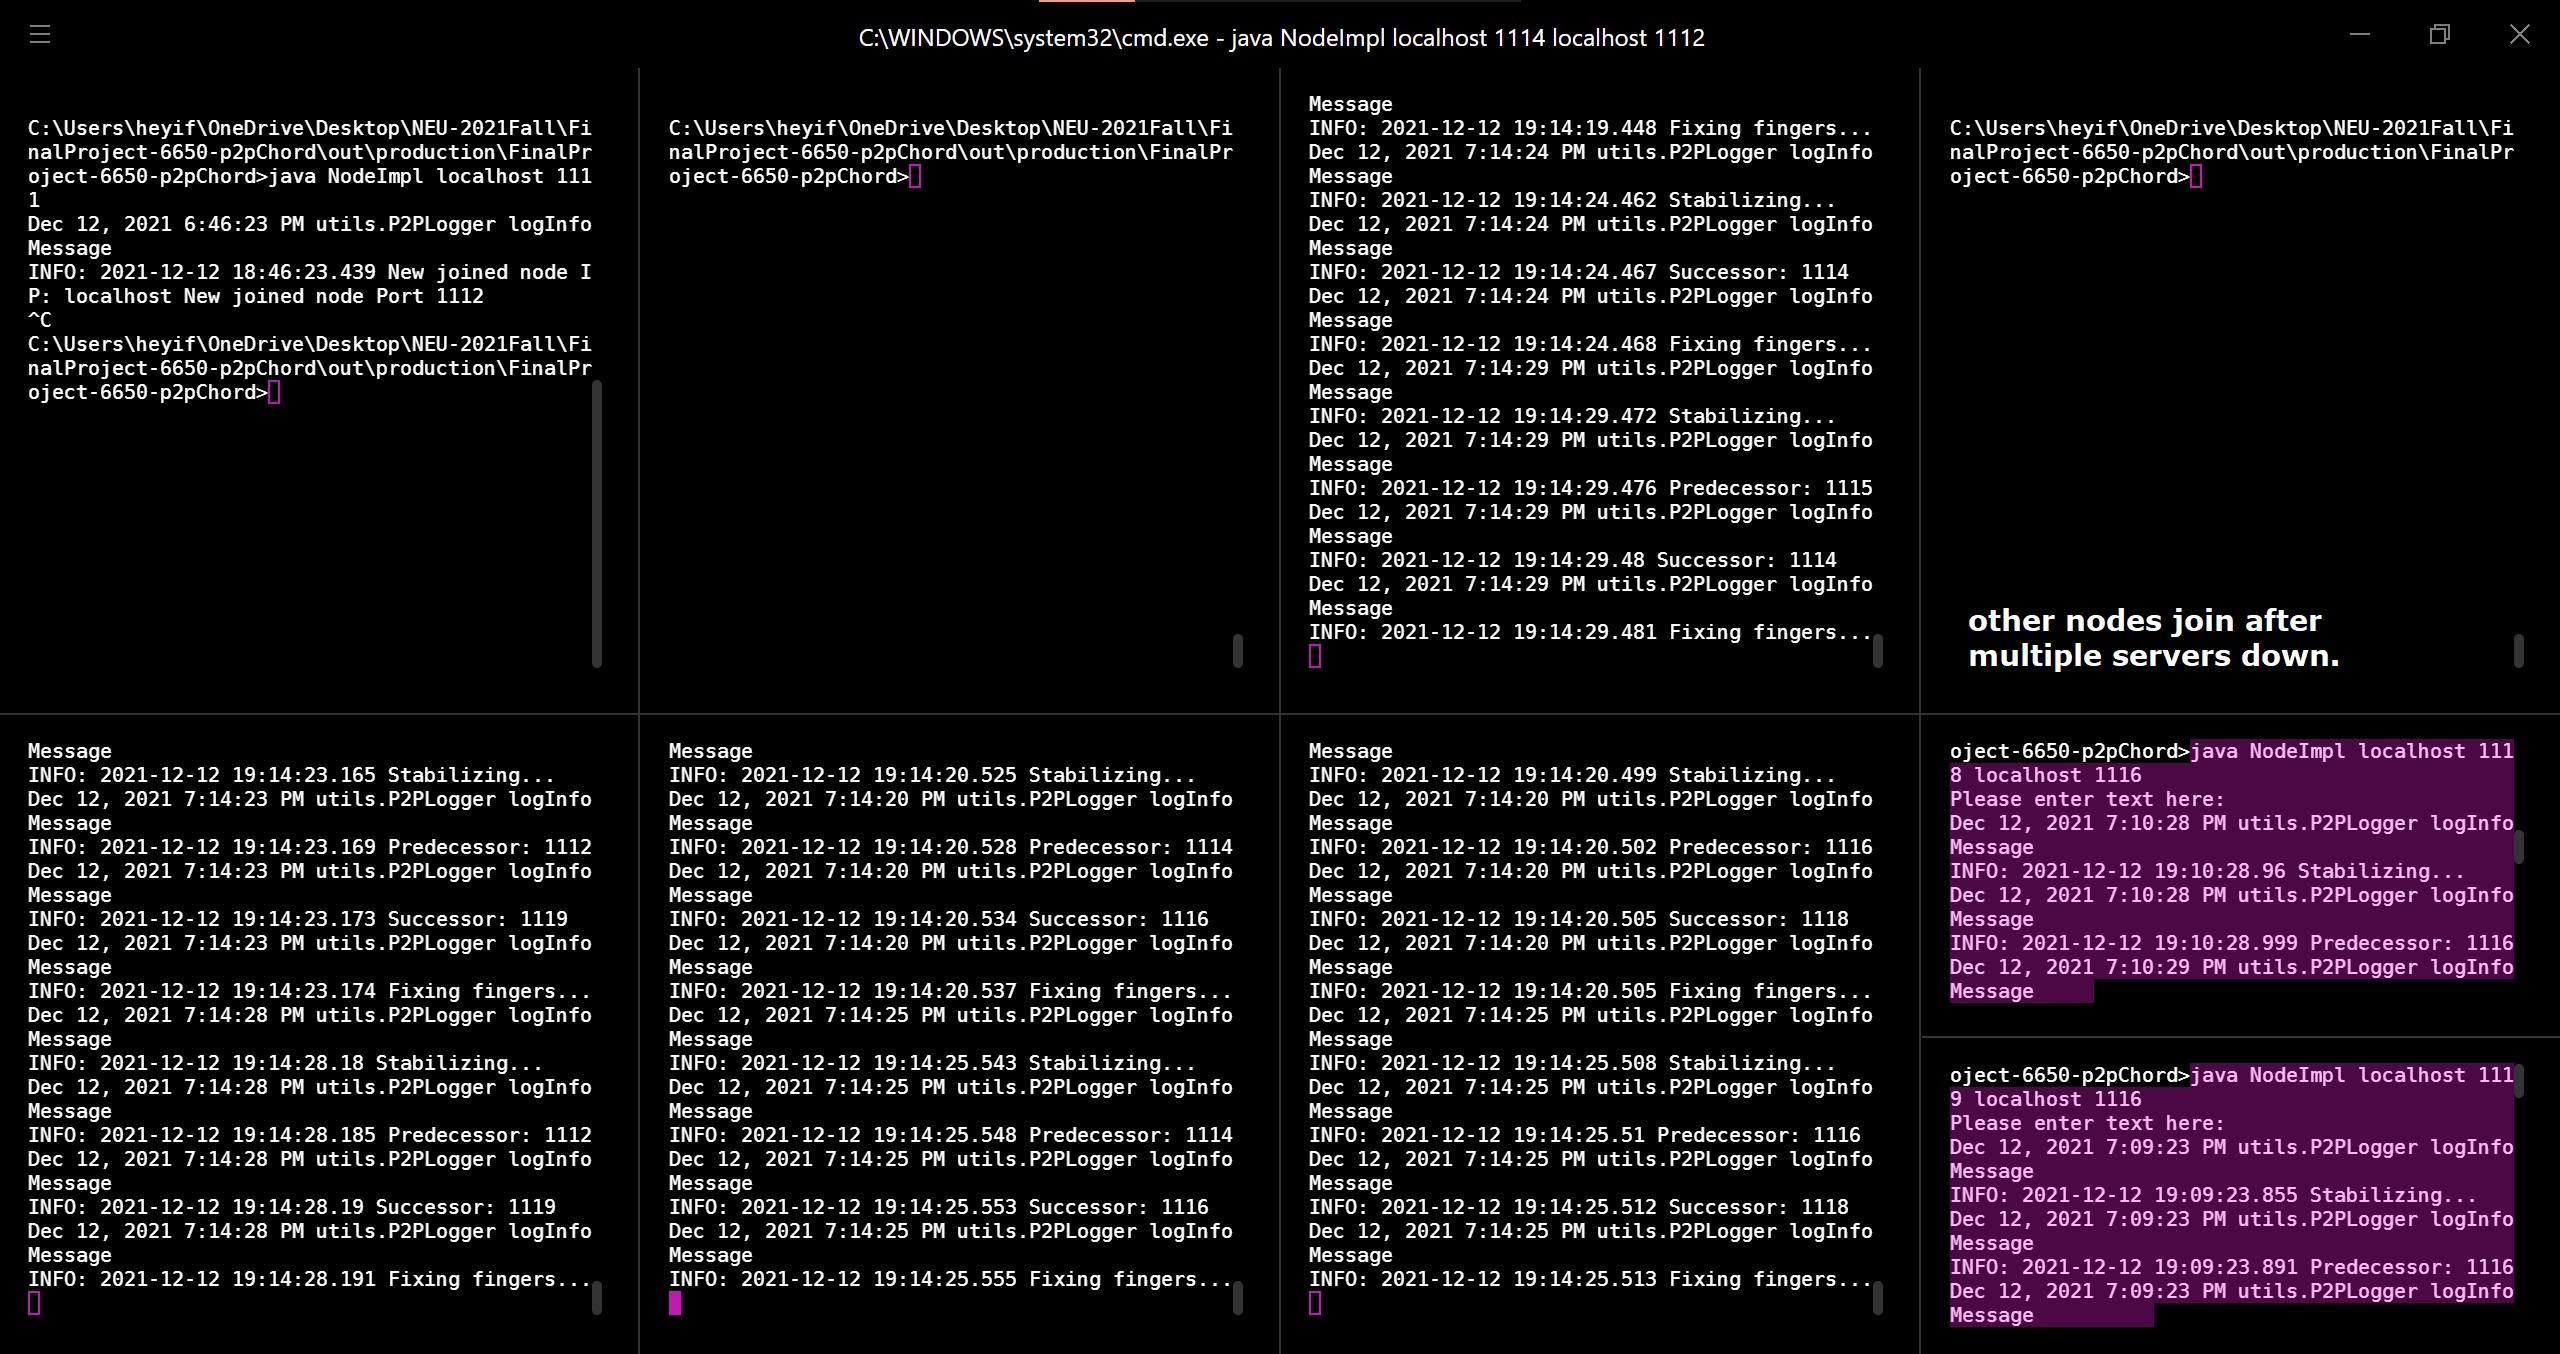 C:\WINDOWS\system32\cmd.exe - java NodeImpl localhost 1114 localhost 1112
C:\Users\heyif\OneDrive\Desktop\NEU-2021Fall\Fi
nalProject-6650-p2pChord\out\production\FinalPr
oject-6650-p2pChord>java NodeImpl localhost 111
1
Dec 12, 2021 6:46:23 PM utils.P2PLogger logInfo
Message
INFO: 2021-12-12 18:46:23.439 New joined node I
P: localhost New joined node Port 1112
^C
C:\Users\heyif\OneDrive\Desktop\NEU-2021Fall\Fi
nalProject-6650-p2pChord\out\production\FinalPr
oject-6650-p2pChord>
C:\Users\heyif\OneDrive\Desktop\NEU-2021Fall\Fi
nalProject-6650-p2pChord\out\production\FinalPr
oject-6650-p2pChord>
Message
INFO: 2021-12-12 19:14:19.448 Fixing fingers...
Dec 12, 2021 7:14:24 PM utils.P2PLogger logInfo
Message
INFO: 2021-12-12 19:14:24.462 Stabilizing...
Dec 12, 2021 7:14:24 PM utils.P2PLogger logInfo
Message
INFO: 2021-12-12 19:14:24.467 Successor: 1114
Dec 12, 2021 7:14:24 PM utils.P2PLogger logInfo
Message
INFO: 2021-12-12 19:14:24.468 Fixing fingers...
Dec 12, 2021 7:14:29 PM utils.P2PLogger logInfo
Message
INFO: 2021-12-12 19:14:29.472 Stabilizing...
Dec 12, 2021 7:14:29 PM utils.P2PLogger logInfo
Message
INFO: 2021-12-12 19:14:29.476 Predecessor: 1115
Dec 12, 2021 7:14:29 PM utils.P2PLogger logInfo
Message
INFO: 2021-12-12 19:14:29.48 Successor: 1114
Dec 12, 2021 7:14:29 PM utils.P2PLogger logInfo
Message
INFO: 2021-12-12 19:14:29.481 Fixing fingers...
C:\Users\heyif\OneDrive\Desktop\NEU-2021Fall\Fi
nalProject-6650-p2pChord\out\production\FinalPr
oject-6650-p2pChord>
other nodes join after
multiple servers down.
Message
INFO: 2021-12-12 19:14:23.165 Stabilizing...
Dec 12, 2021 7:14:23 PM utils.P2PLogger logInfo
Message
INFO: 2021-12-12 19:14:23.169 Predecessor: 1112
Dec 12, 2021 7:14:23 PM utils.P2PLogger logInfo
Message
INFO: 2021-12-12 19:14:23.173 Successor: 1119
Dec 12, 2021 7:14:23 PM utils.P2PLogger logInfo
Message
INFO: 2021-12-12 19:14:23.174 Fixing fingers...
Dec 12, 2021 7:14:28 PM utils.P2PLogger logInfo
Message
INFO: 2021-12-12 19:14:28.18 Stabilizing...
Dec 12, 2021 7:14:28 PM utils.P2PLogger logInfo
Message
INFO: 2021-12-12 19:14:28.185 Predecessor: 1112
Dec 12, 2021 7:14:28 PM utils.P2PLogger logInfo
Message
INFO: 2021-12-12 19:14:28.19 Successor: 1119
Dec 12, 2021 7:14:28 PM utils.P2PLogger logInfo
Message
INFO: 2021-12-12 19:14:28.191 Fixing fingers...
Message
INFO: 2021-12-12 19:14:20.525 Stabilizing...
Dec 12, 2021 7:14:20 PM utils.P2PLogger logInfo
Message
INFO: 2021-12-12 19:14:20.528 Predecessor: 1114
Dec 12, 2021 7:14:20 PM utils.P2PLogger logInfo
Message
INFO: 2021-12-12 19:14:20.534 Successor: 1116
Dec 12, 2021 7:14:20 PM utils.P2PLogger logInfo
Message
INFO: 2021-12-12 19:14:20.537 Fixing fingers...
Dec 12, 2021 7:14:25 PM utils.P2PLogger logInfo
Message
INFO: 2021-12-12 19:14:25.543 Stabilizing...
Dec 12, 2021 7:14:25 PM utils.P2PLogger logInfo
Message
INFO: 2021-12-12 19:14:25.548 Predecessor: 1114
Dec 12, 2021 7:14:25 PM utils.P2PLogger logInfo
Message
INFO: 2021-12-12 19:14:25.553 Successor: 1116
Dec 12, 2021 7:14:25 PM utils.P2PLogger logInfo
Message
INFO: 2021-12-12 19:14:25.555 Fixing fingers...
Message
INFO: 2021-12-12 19:14:20.499 Stabilizing...
Dec 12, 2021 7:14:20 PM utils.P2PLogger logInfo
Message
INFO: 2021-12-12 19:14:20.502 Predecessor: 1116
Dec 12, 2021 7:14:20 PM utils.P2PLogger logInfo
Message
INFO: 2021-12-12 19:14:20.505 Successor: 1118
Dec 12, 2021 7:14:20 PM utils.P2PLogger logInfo
Message
INFO: 2021-12-12 19:14:20.505 Fixing fingers...
Dec 12, 2021 7:14:25 PM utils.P2PLogger logInfo
Message
INFO: 2021-12-12 19:14:25.508 Stabilizing...
Dec 12, 2021 7:14:25 PM utils.P2PLogger logInfo
Message
INFO: 2021-12-12 19:14:25.51 Predecessor: 1116
Dec 12, 2021 7:14:25 PM utils.P2PLogger logInfo
Message
INFO: 2021-12-12 19:14:25.512 Successor: 1118
Dec 12, 2021 7:14:25 PM utils.P2PLogger logInfo
Message
INFO: 2021-12-12 19:14:25.513 Fixing fingers...
oject-6650-p2pChord>java NodeImpl localhost 111
8 localhost 1116
Please enter text here:
Dec 12, 2021 7:10:28 PM utils.P2PLogger logInfo
Message
INFO: 2021-12-12 19:10:28.96 Stabilizing...
Dec 12, 2021 7:10:28 PM utils.P2PLogger logInfo
Message
INFO: 2021-12-12 19:10:28.999 Predecessor: 1116
Dec 12, 2021 7:10:29 PM utils.P2PLogger logInfo
Message
oject-6650-p2pChord>java NodeImpl localhost 111
9 localhost 1116
Please enter text here:
Dec 12, 2021 7:09:23 PM utils.P2PLogger logInfo
Message
INFO: 2021-12-12 19:09:23.855 Stabilizing...
Dec 12, 2021 7:09:23 PM utils.P2PLogger logInfo
Message
INFO: 2021-12-12 19:09:23.891 Predecessor: 1116
Dec 12, 2021 7:09:23 PM utils.P2PLogger logInfo
Message